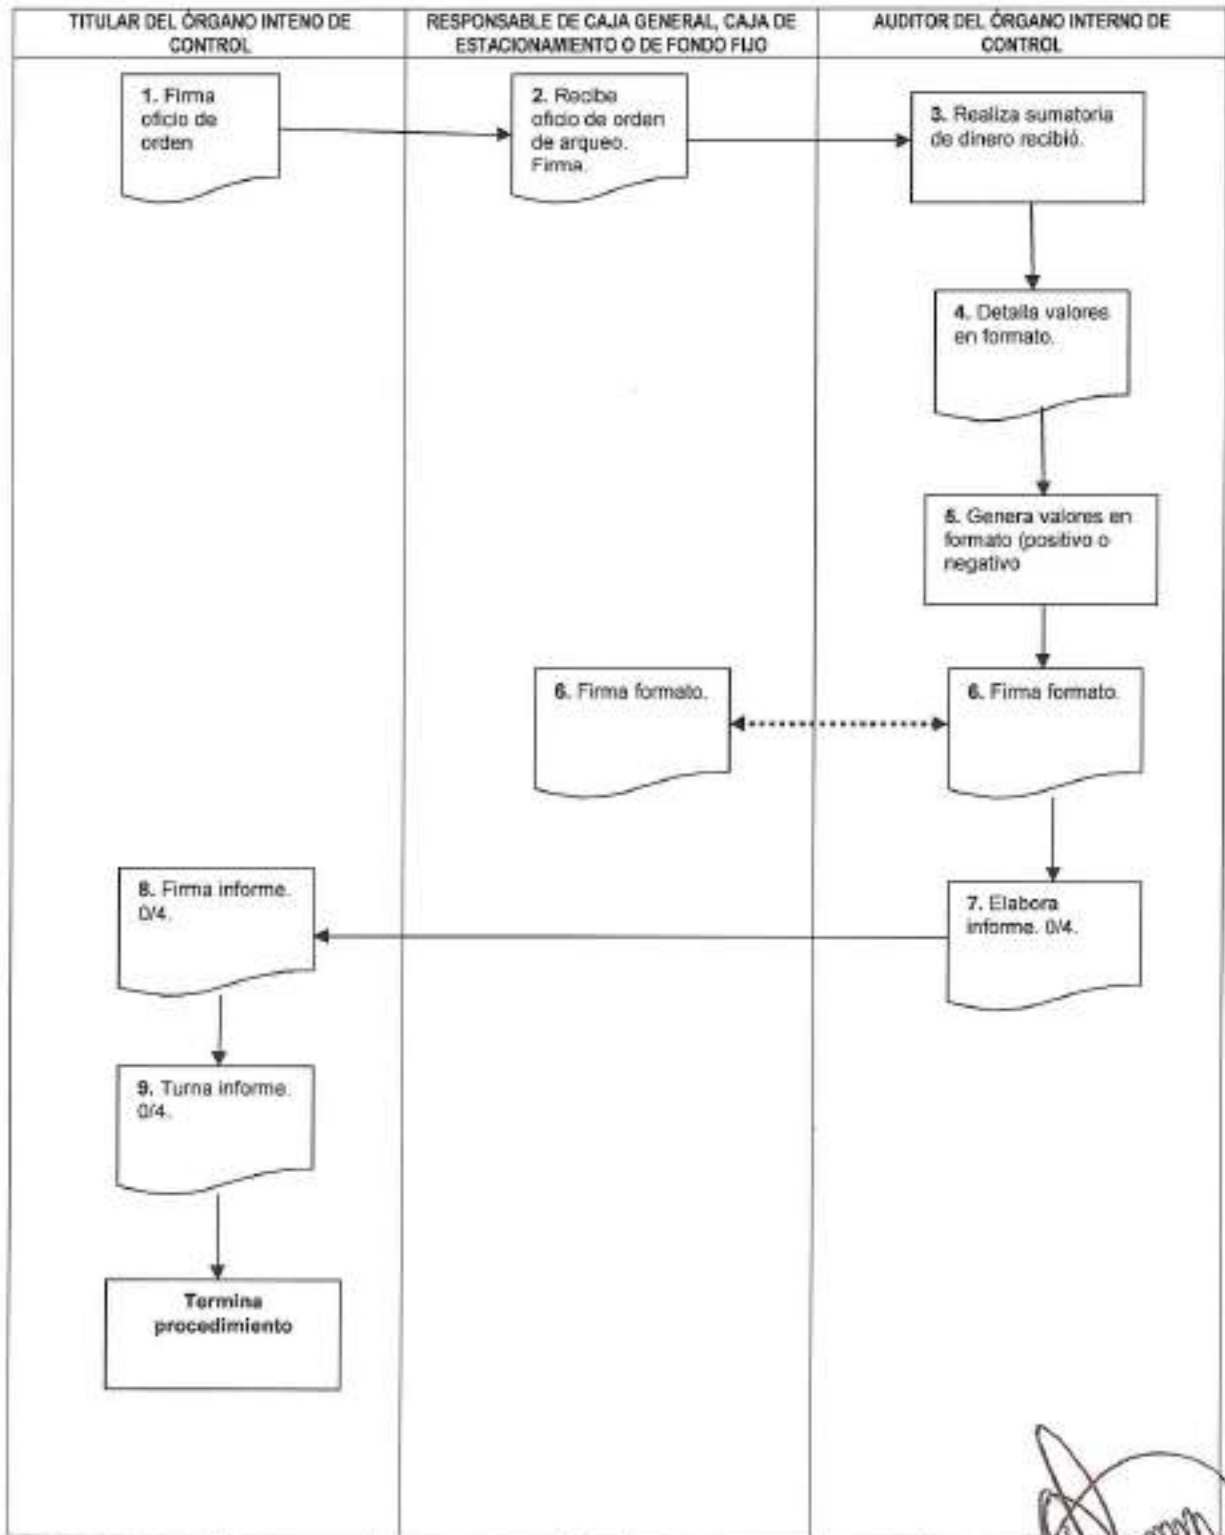 TITULAR DEL ÓRGANO INTENO DE
CONTROL
RESPONSABLE DE CAJA GENERAL, CAJA DE
ESTACIONAMIENTO O DE FONDO FIJO
AUDITOR DEL ÓRGANO INTERNO DE
CONTROL
1. Firma
oficio de
orden
2. Recibe
oficio de orden
de arqueo.
Firma.
3. Realiza sumatoria
de dinero recibió.
4. Detalla valores
en formato.
5. Genera valores en
formato (positivo o
negativo
6. Firma formato.
6. Firma formato.
7. Elabora
informe. 0/4.
8. Firma informe.
0/4.
9. Turna informe.
0/4.
Termina
procedimiento